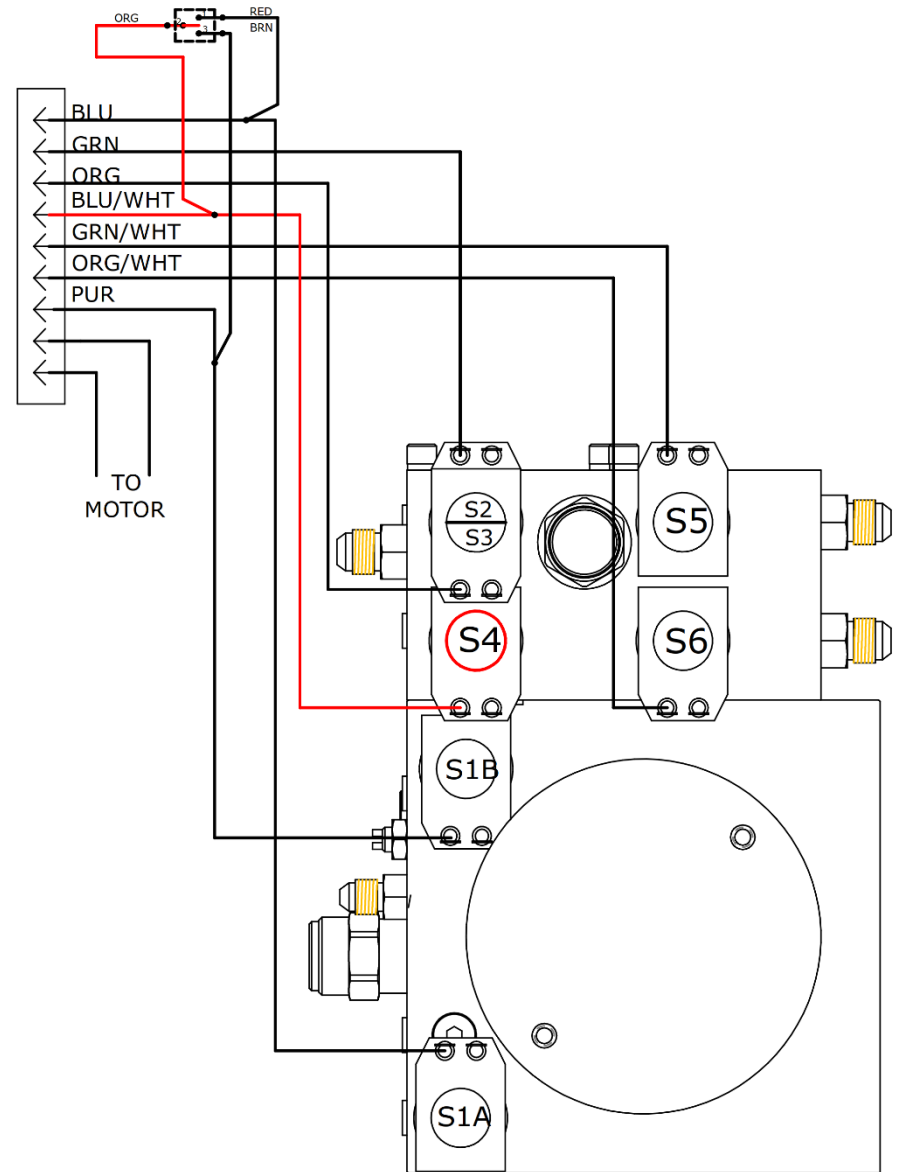 ORG
1
2
3
RED
BRN
BLU
GRN
ORG
BLU/WHT
GRN/WHT
ORG/WHT
PUR
TO
MOTOR
S2
S3
S5
S4
S6
S1B
S1A